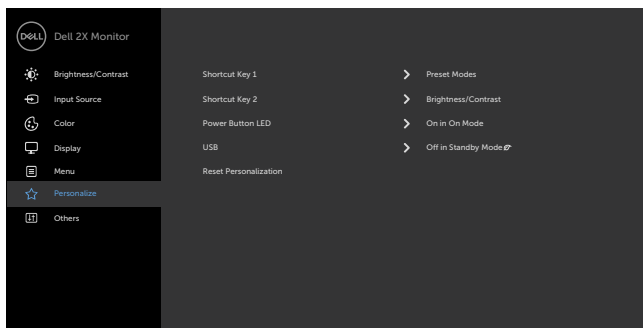 DELL Dell 2X Monitor
Brightness/Contrast
Input Source
Color
Display
Menu
Personalize
Others
Shortcut Key 1 Preset Modes
Shortcut Key 2 Brightness/Contrast
Power Button LED On in On Mode
USB Off in Standby Mode
Reset Personalization